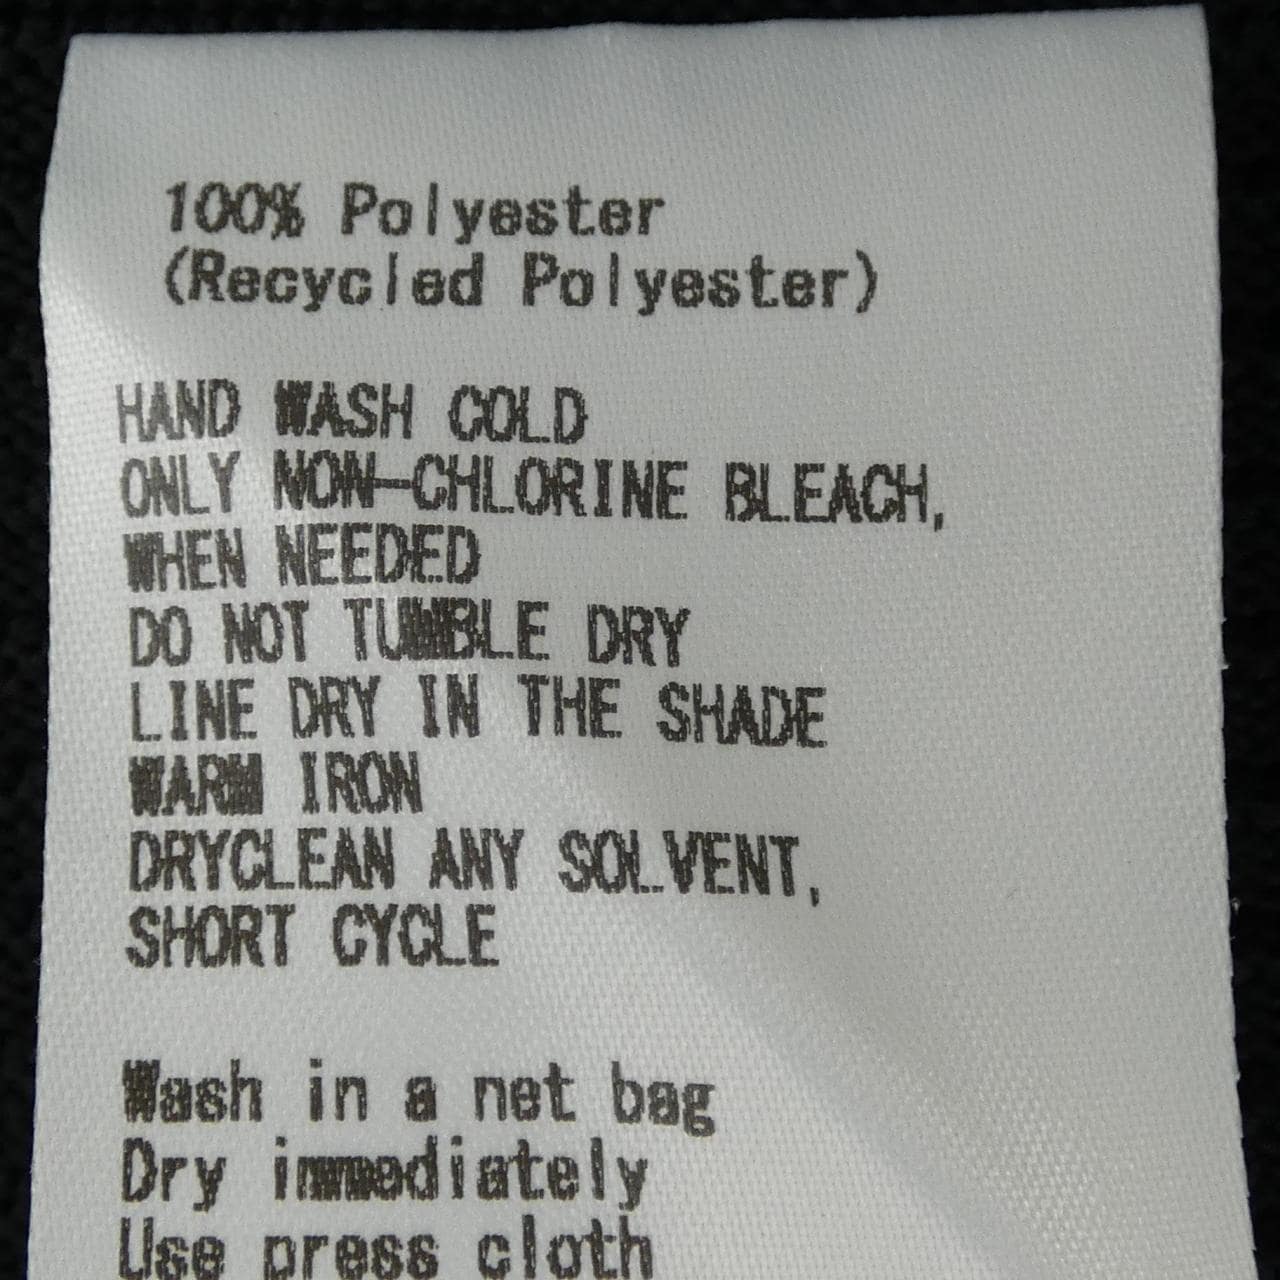 100% Polyester
(Recycled Polyester)
HAND WASH COLD
ONLY NON-CHLORINE BLEACH,
WHEN NEEDED
DO NOT TUMBLE DRY
LINE DRY IN THE SHADE
WARM IRON
DRYCLEAN ANY SOLVENT,
SHORT CYCLE
Wash in a net bag
Dry immediately
Use press cloth